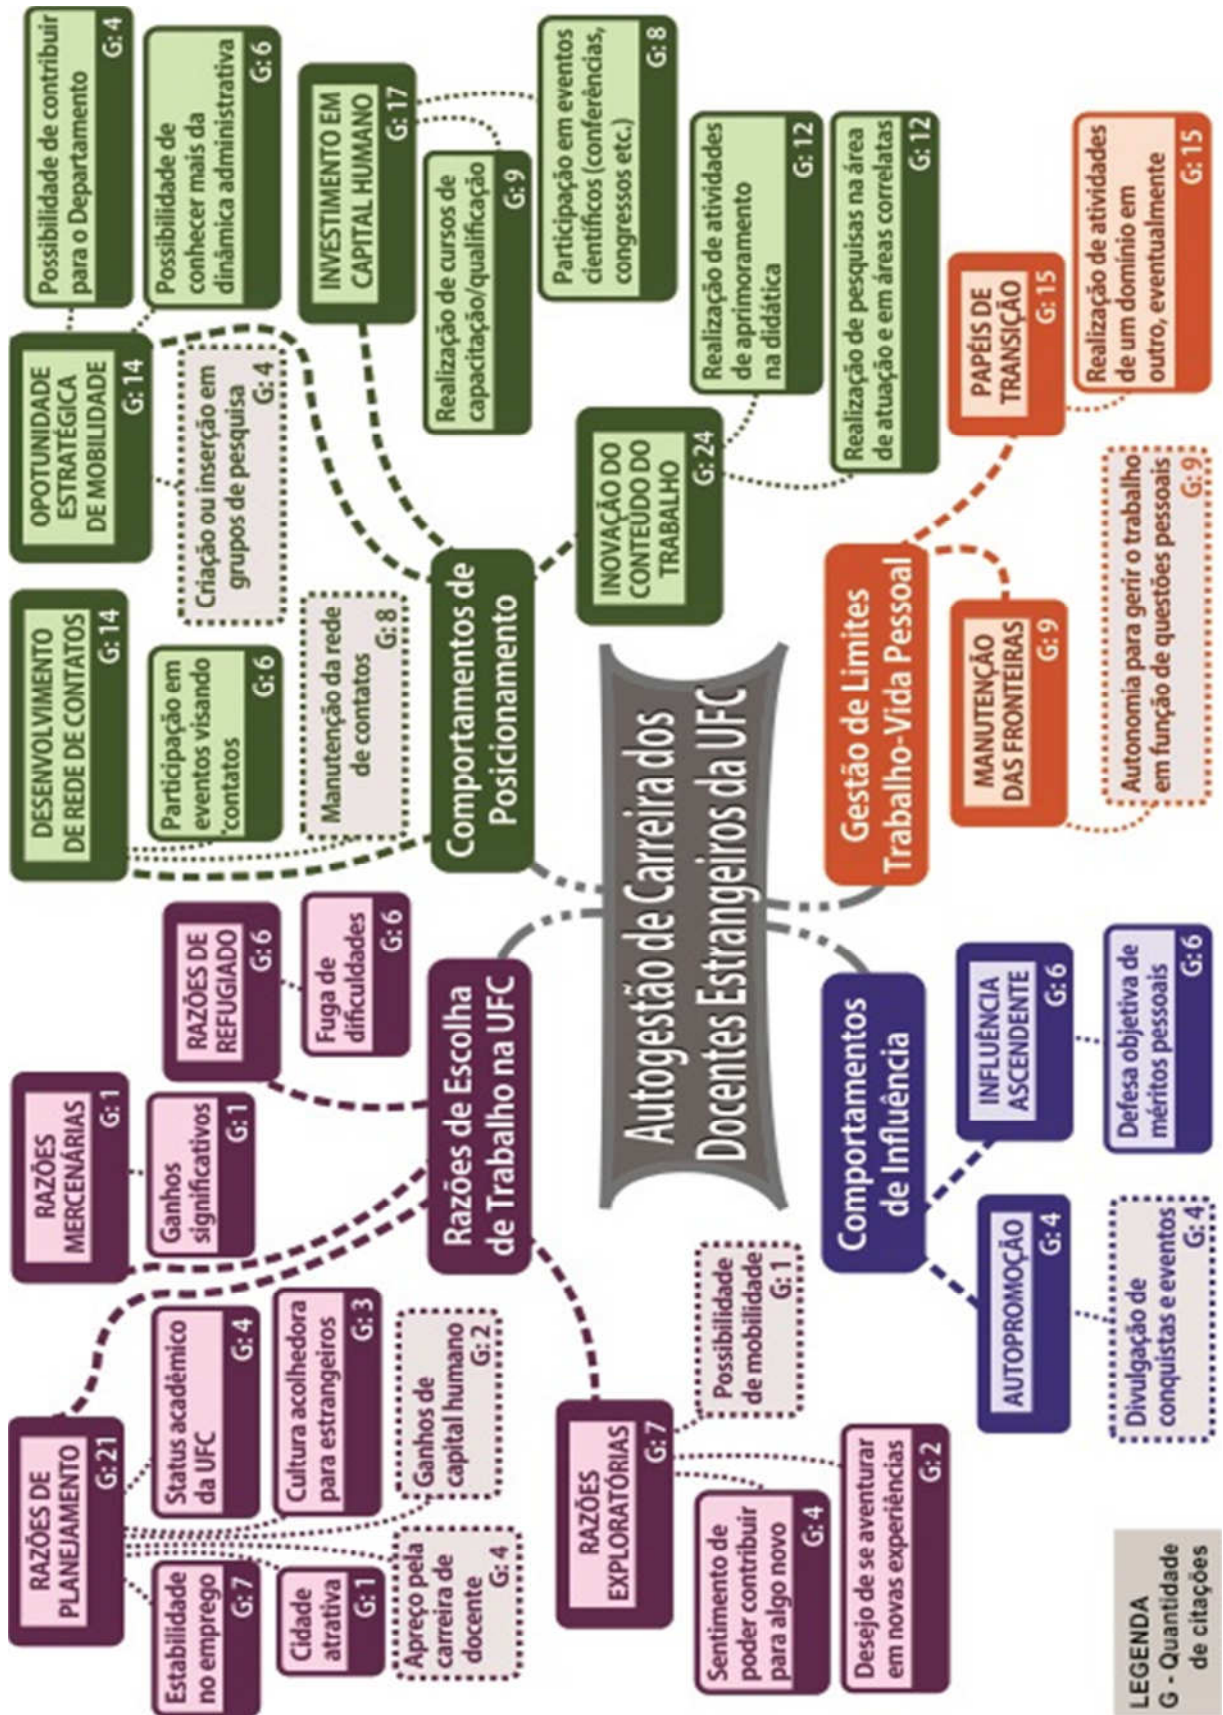 RAZÕES DE
PLANEJAMENTO
G: 21
Estabilidade
no emprego
G: 7
Status acadêmico
da UFC
G: 4
Cidade
atrativa
G: 1
Cultura acolhedora
para estrangeiros
G: 3
Apreço pela
carreira de
docente
G: 4
Ganhos de
capital humano
G: 2
RAZÕES
MERCENÁRIAS
G: 1
Ganhos
significativos
G: 1
RAZÕES DE
REFUGIADO
G: 6
Fuga de
dificuldades
G: 6
Razões de Escolha
de Trabalho na UFC
RAZÕES
EXPLORATÓRIAS
G: 7
Sentimento de
poder contribuir
para algo novo
G: 4
Possibilidade
de mobilidade
G: 1
Desejo de se aventurar
em novas experiências
G: 2
DESENVOLVIMENTO
DE REDE DE CONTATOS
G: 14
Participação em
eventos visando
contatos
G: 6
Manutenção da rede
de contatos
G: 8
OPOTUNIDADE
ESTRATÉGICA
DE MOBILIDADE
G: 14
Possibilidade de contribuir
para o Departamento
G: 4
Possibilidade de
conhecer mais da
dinâmica administrativa
G: 6
Criação ou inserção em
grupos de pesquisa
G: 4
INVESTIMENTO EM
CAPITAL HUMANO
G: 17
Realização de cursos de
capacitação/qualificação
G: 9
Participação em eventos
científicos (conferências,
congressos etc.)
G: 8
Comportamentos de
Posicionamento
INOVAÇÃO DO
CONTEÚDO DO
TRABALHO
G: 24
Realização de atividades
de aprimoramento
na didática
G: 12
Realização de pesquisas na área
de atuação e em áreas correlatas
G: 12
Autogestão de Carreira dos
Docentes Estrangeiros da UFC
Comportamentos
de Influência
AUTOPROMOÇÃO
G: 4
Divulgação de
conquistas e eventos
G: 4
INFLUÊNCIA
ASCENDENTE
G: 6
Defesa objetiva de
méritos pessoais
G: 6
Gestão de Limites
Trabalho-Vida Pessoal
MANUTENÇÃO
DAS FRONTEIRAS
G: 9
Autonomia para gerir o trabalho
em função de questões pessoais
G: 9
PAPÉIS DE
TRANSIÇÃO
G: 15
Realização de atividades
de um domínio em
outro, eventualmente
G: 15
LEGENDA
G - Quantidade
de citações